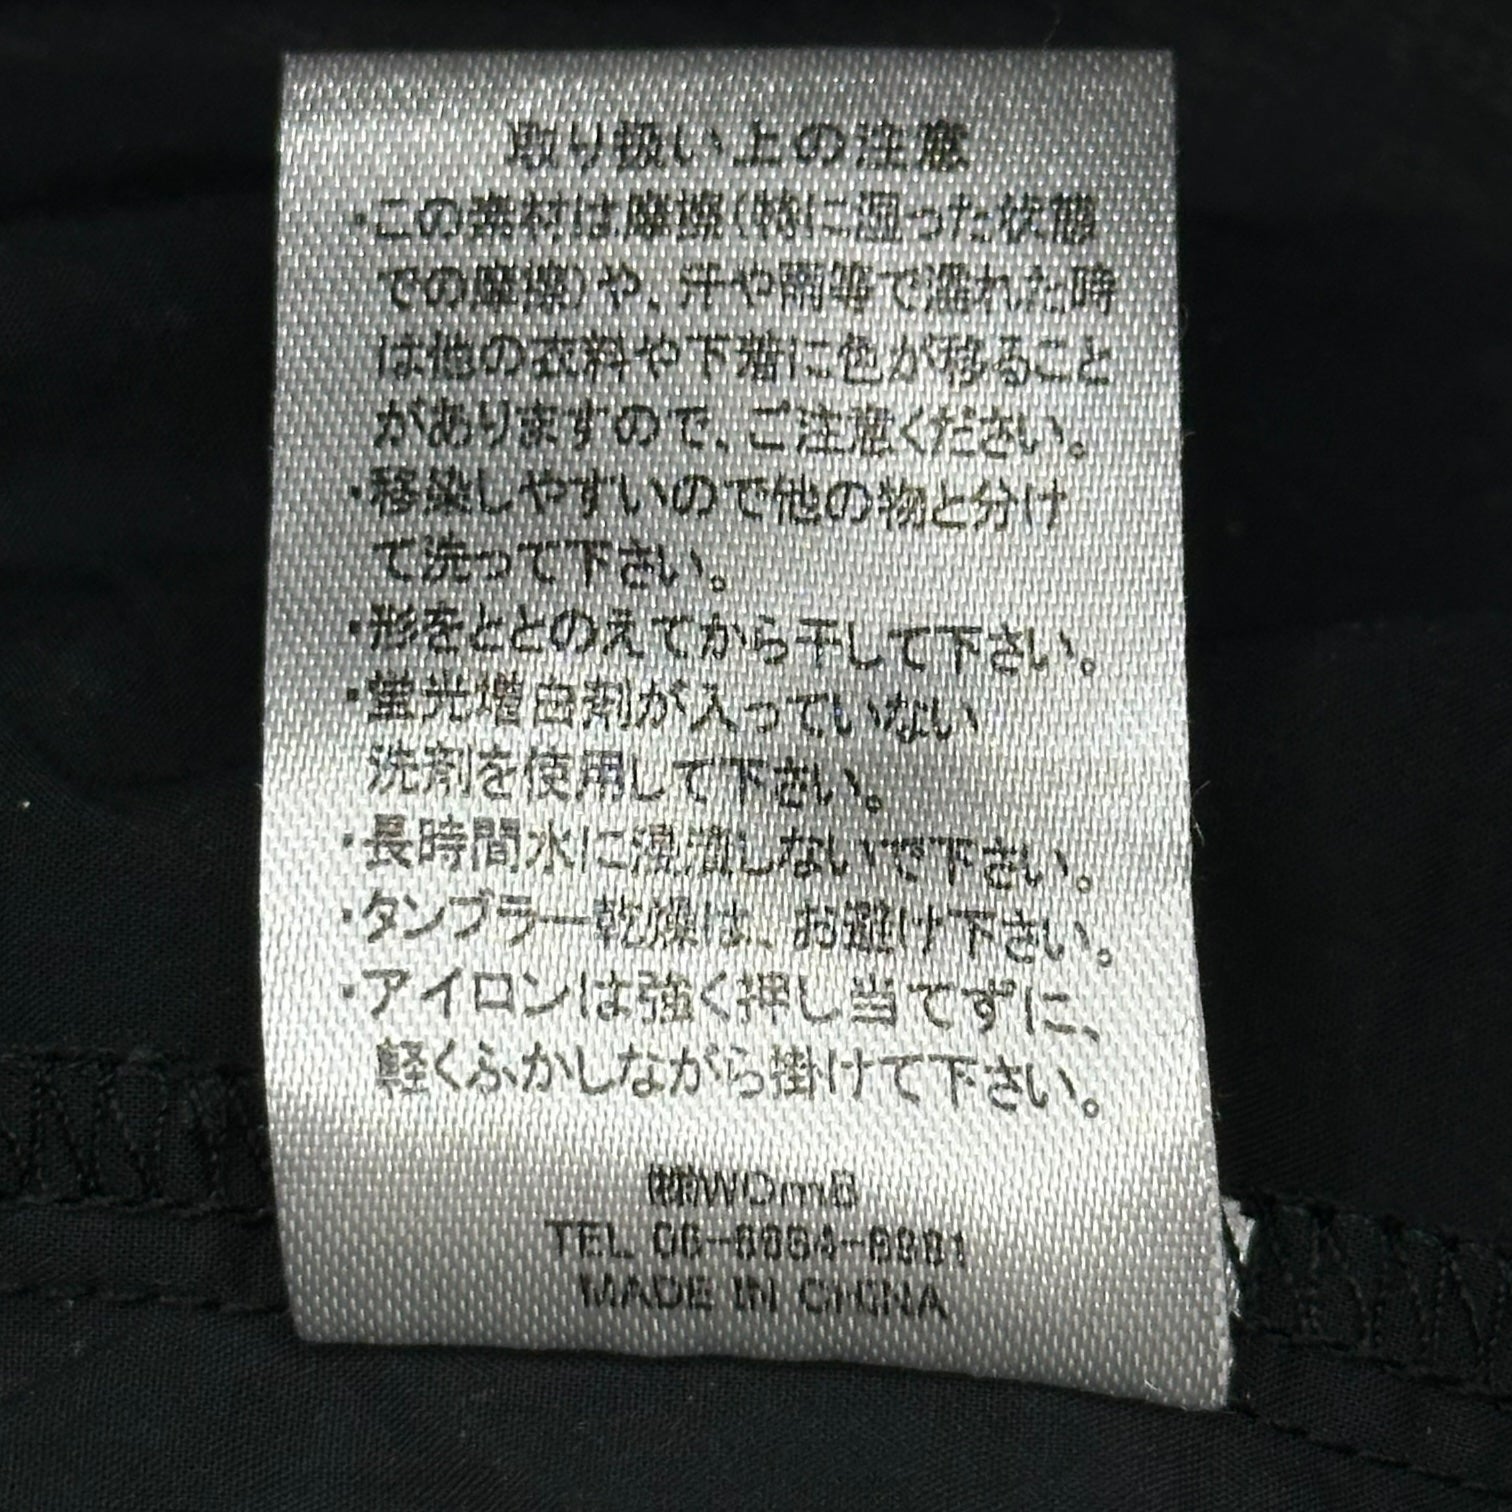 取り扱い上の注意
・この素材は摩擦(特に湿った状態
での摩擦)や、汗や雨等で濡れた時
は他の衣料や下着に色が移ること
がありますので、ご注意ください。
・移染しやすいので他の物と分け
て洗って下さい。
・形をととのえてから干して下さい。
・蛍光増白剤が入っていない
洗剤を使用して下さい。
・長時間水に浸漬しないで下さい。
・タンブラー乾燥は、お避け下さい。
・アイロンは強く押し当てずに、
軽くふかしながら掛けて下さい。
㈱WDmB
TEL
MADE IN CHINA